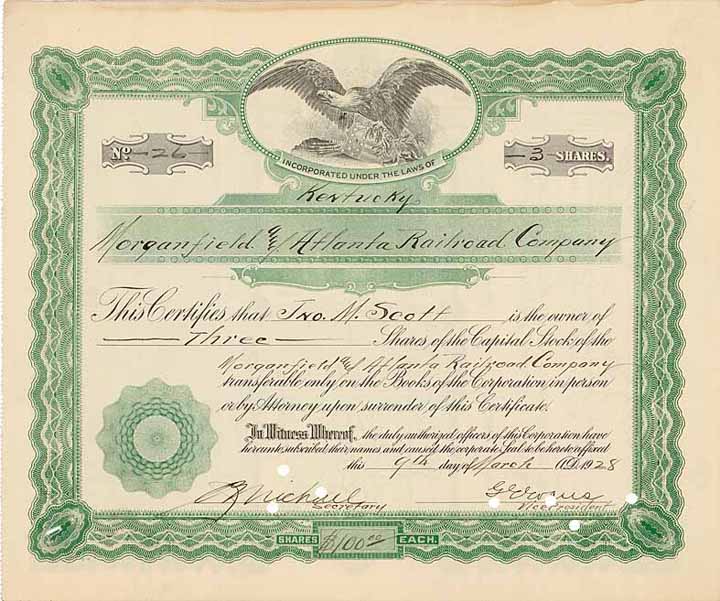 INCORPORATED UNDER THE LAWS OF
No -26-
-3- SHARES.
Kentucky
Morganfield & Atlanta Railroad Company
This Certifies that Jno. M. Scott is the owner of
Three Shares of the Capital Stock of the
Morganfield & Atlanta Railroad Company
transferable only on the Books of the Corporation in person
or by Attorney upon surrender of this Certificate.
In Witness Whereof, the duly authorized officers of this Corporation have
hereunto subscribed their names and caused the corporate Seal to be hereto affixed
this 9th day of March A.D. 1928
Secretary
Vice President
SHARES $100.00 EACH.